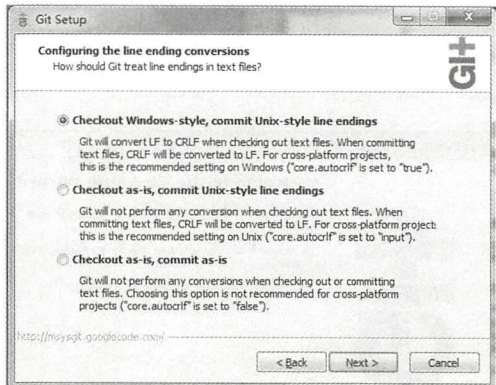 Git Setup
Configuring the line ending conversions
How should Git treat line endings in text files?
Git+
Checkout Windows-style, commit Unix-style line endings
Git will convert LF to CRLF when checking out text files. When committing
text files, CRLF will be converted to LF. For cross-platform projects,
this is the recommended setting on Windows ("core.autocrlf" is set to "true").
Checkout as-is, commit Unix-style line endings
Git will not perform any conversion when checking out text files. When
committing text files, CRLF will be converted to LF. For cross-platform project:
this is the recommended setting on Unix ("core.autocrlf" is set to "input").
Checkout as-is, commit as-is
Git will not perform any conversions when checking out or committing
text files. Choosing this option is not recommended for cross-platform
projects ("core.autocrlf" is set to "false").
http://msysgit.googlecode.com/
< Back
Next >
Cancel